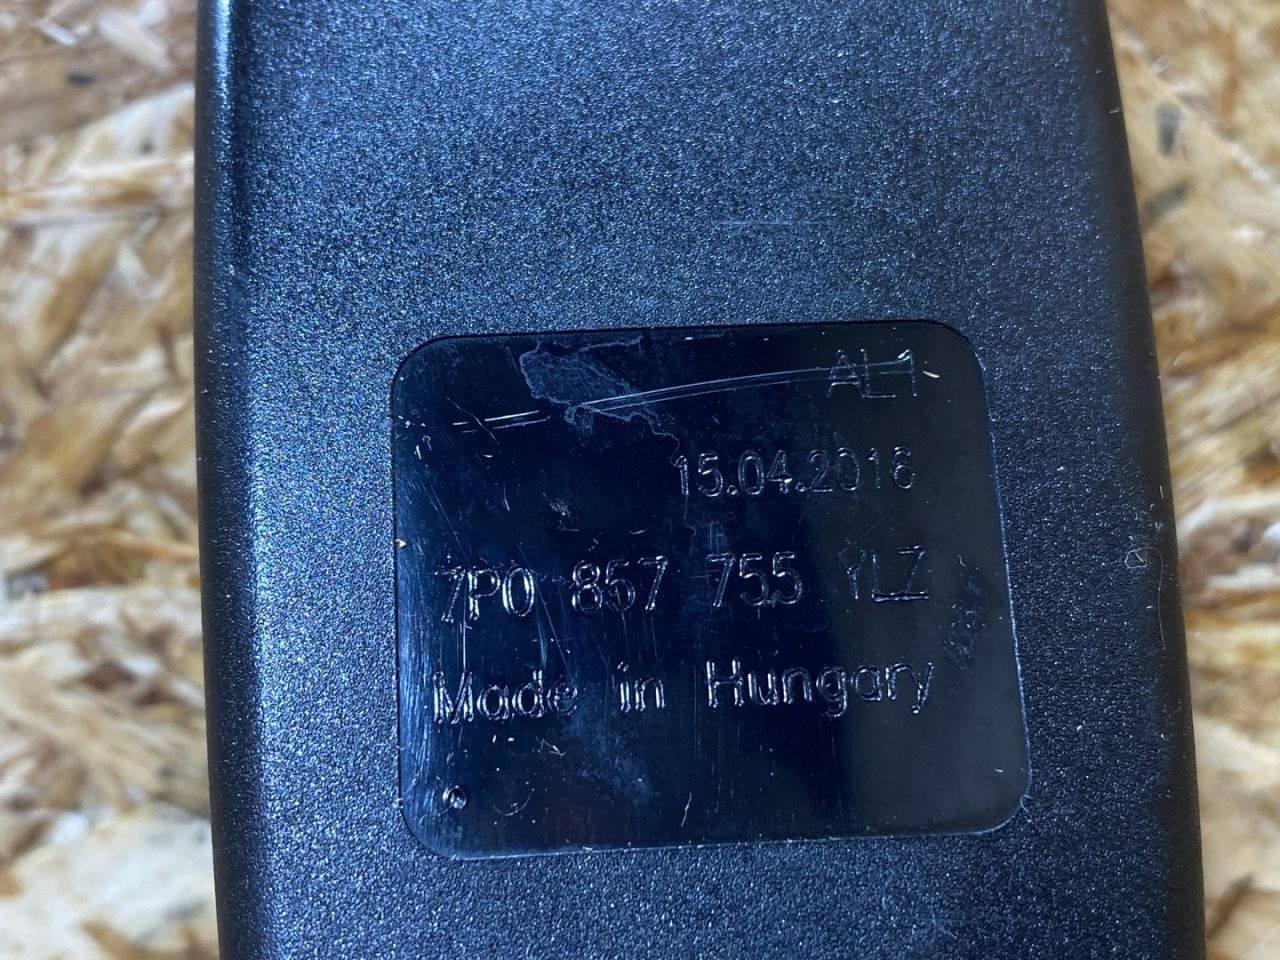 AL1
15.04.2016
7P0 857 755 YLZ
Made in Hungary